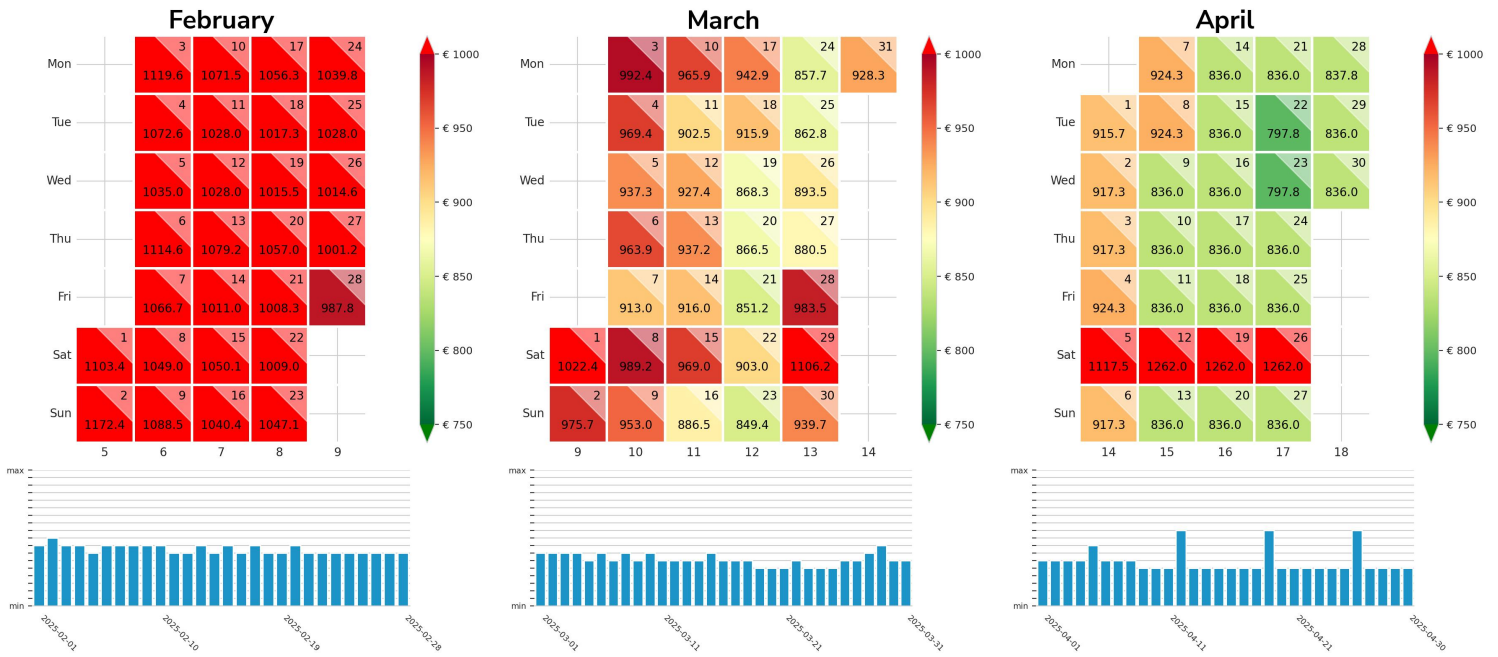 February March April
3 10 17 24
Mon 1119.6 1071.5 1056.3 1039.8
4 11 18 25
Tue 1072.6 1028.0 1017.3 1028.0
5 12 19 26
Wed 1035.0 1028.0 1015.5 1014.6
6 13 20 27
Thu 1114.6 1079.2 1057.0 1001.2
7 14 21 28
Fri 1066.7 1011.0 1008.3 987.8
1 8 15 22
Sat 1103.4 1049.0 1050.1 1009.0
2 9 16 23
Sun 1172.4 1088.5 1040.4 1047.1
5 6 7 8 9
€ 1000
€ 950
€ 900
€ 850
€ 800
€ 750
max
min
2025-02-01 2025-02-10 2025-02-19 2025-02-28
3 10 17 24 31
Mon 992.4 965.9 942.9 857.7 928.3
4 11 18 25
Tue 969.4 902.5 915.9 862.8
5 12 19 26
Wed 937.3 927.4 868.3 893.5
6 13 20 27
Thu 963.9 937.2 866.5 880.5
7 14 21 28
Fri 913.0 916.0 851.2 983.5
1 8 15 22 29
Sat 1022.4 989.2 969.0 903.0 1106.2
2 9 16 23 30
Sun 975.7 953.0 886.5 849.4 939.7
9 10 11 12 13 14
€ 1000
€ 950
€ 900
€ 850
€ 800
€ 750
max
min
2025-03-01 2025-03-11 2025-03-21 2025-03-31
7 14 21 28
Mon 924.3 836.0 836.0 837.8
1 8 15 22 29
Tue 915.7 924.3 836.0 797.8 836.0
2 9 16 23 30
Wed 917.3 836.0 836.0 797.8 836.0
3 10 17 24
Thu 917.3 836.0 836.0 836.0
4 11 18 25
Fri 924.3 836.0 836.0 836.0
5 12 19 26
Sat 1117.5 1262.0 1262.0 1262.0
6 13 20 27
Sun 917.3 836.0 836.0 836.0
14 15 16 17 18
€ 1000
€ 950
€ 900
€ 850
€ 800
€ 750
max
min
2025-04-01 2025-04-11 2025-04-21 2025-04-30